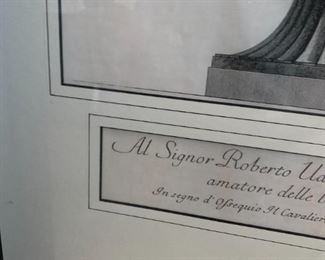 Al Signor Roberto
amatore delle
In segno d'Ossequio Il Cavalier